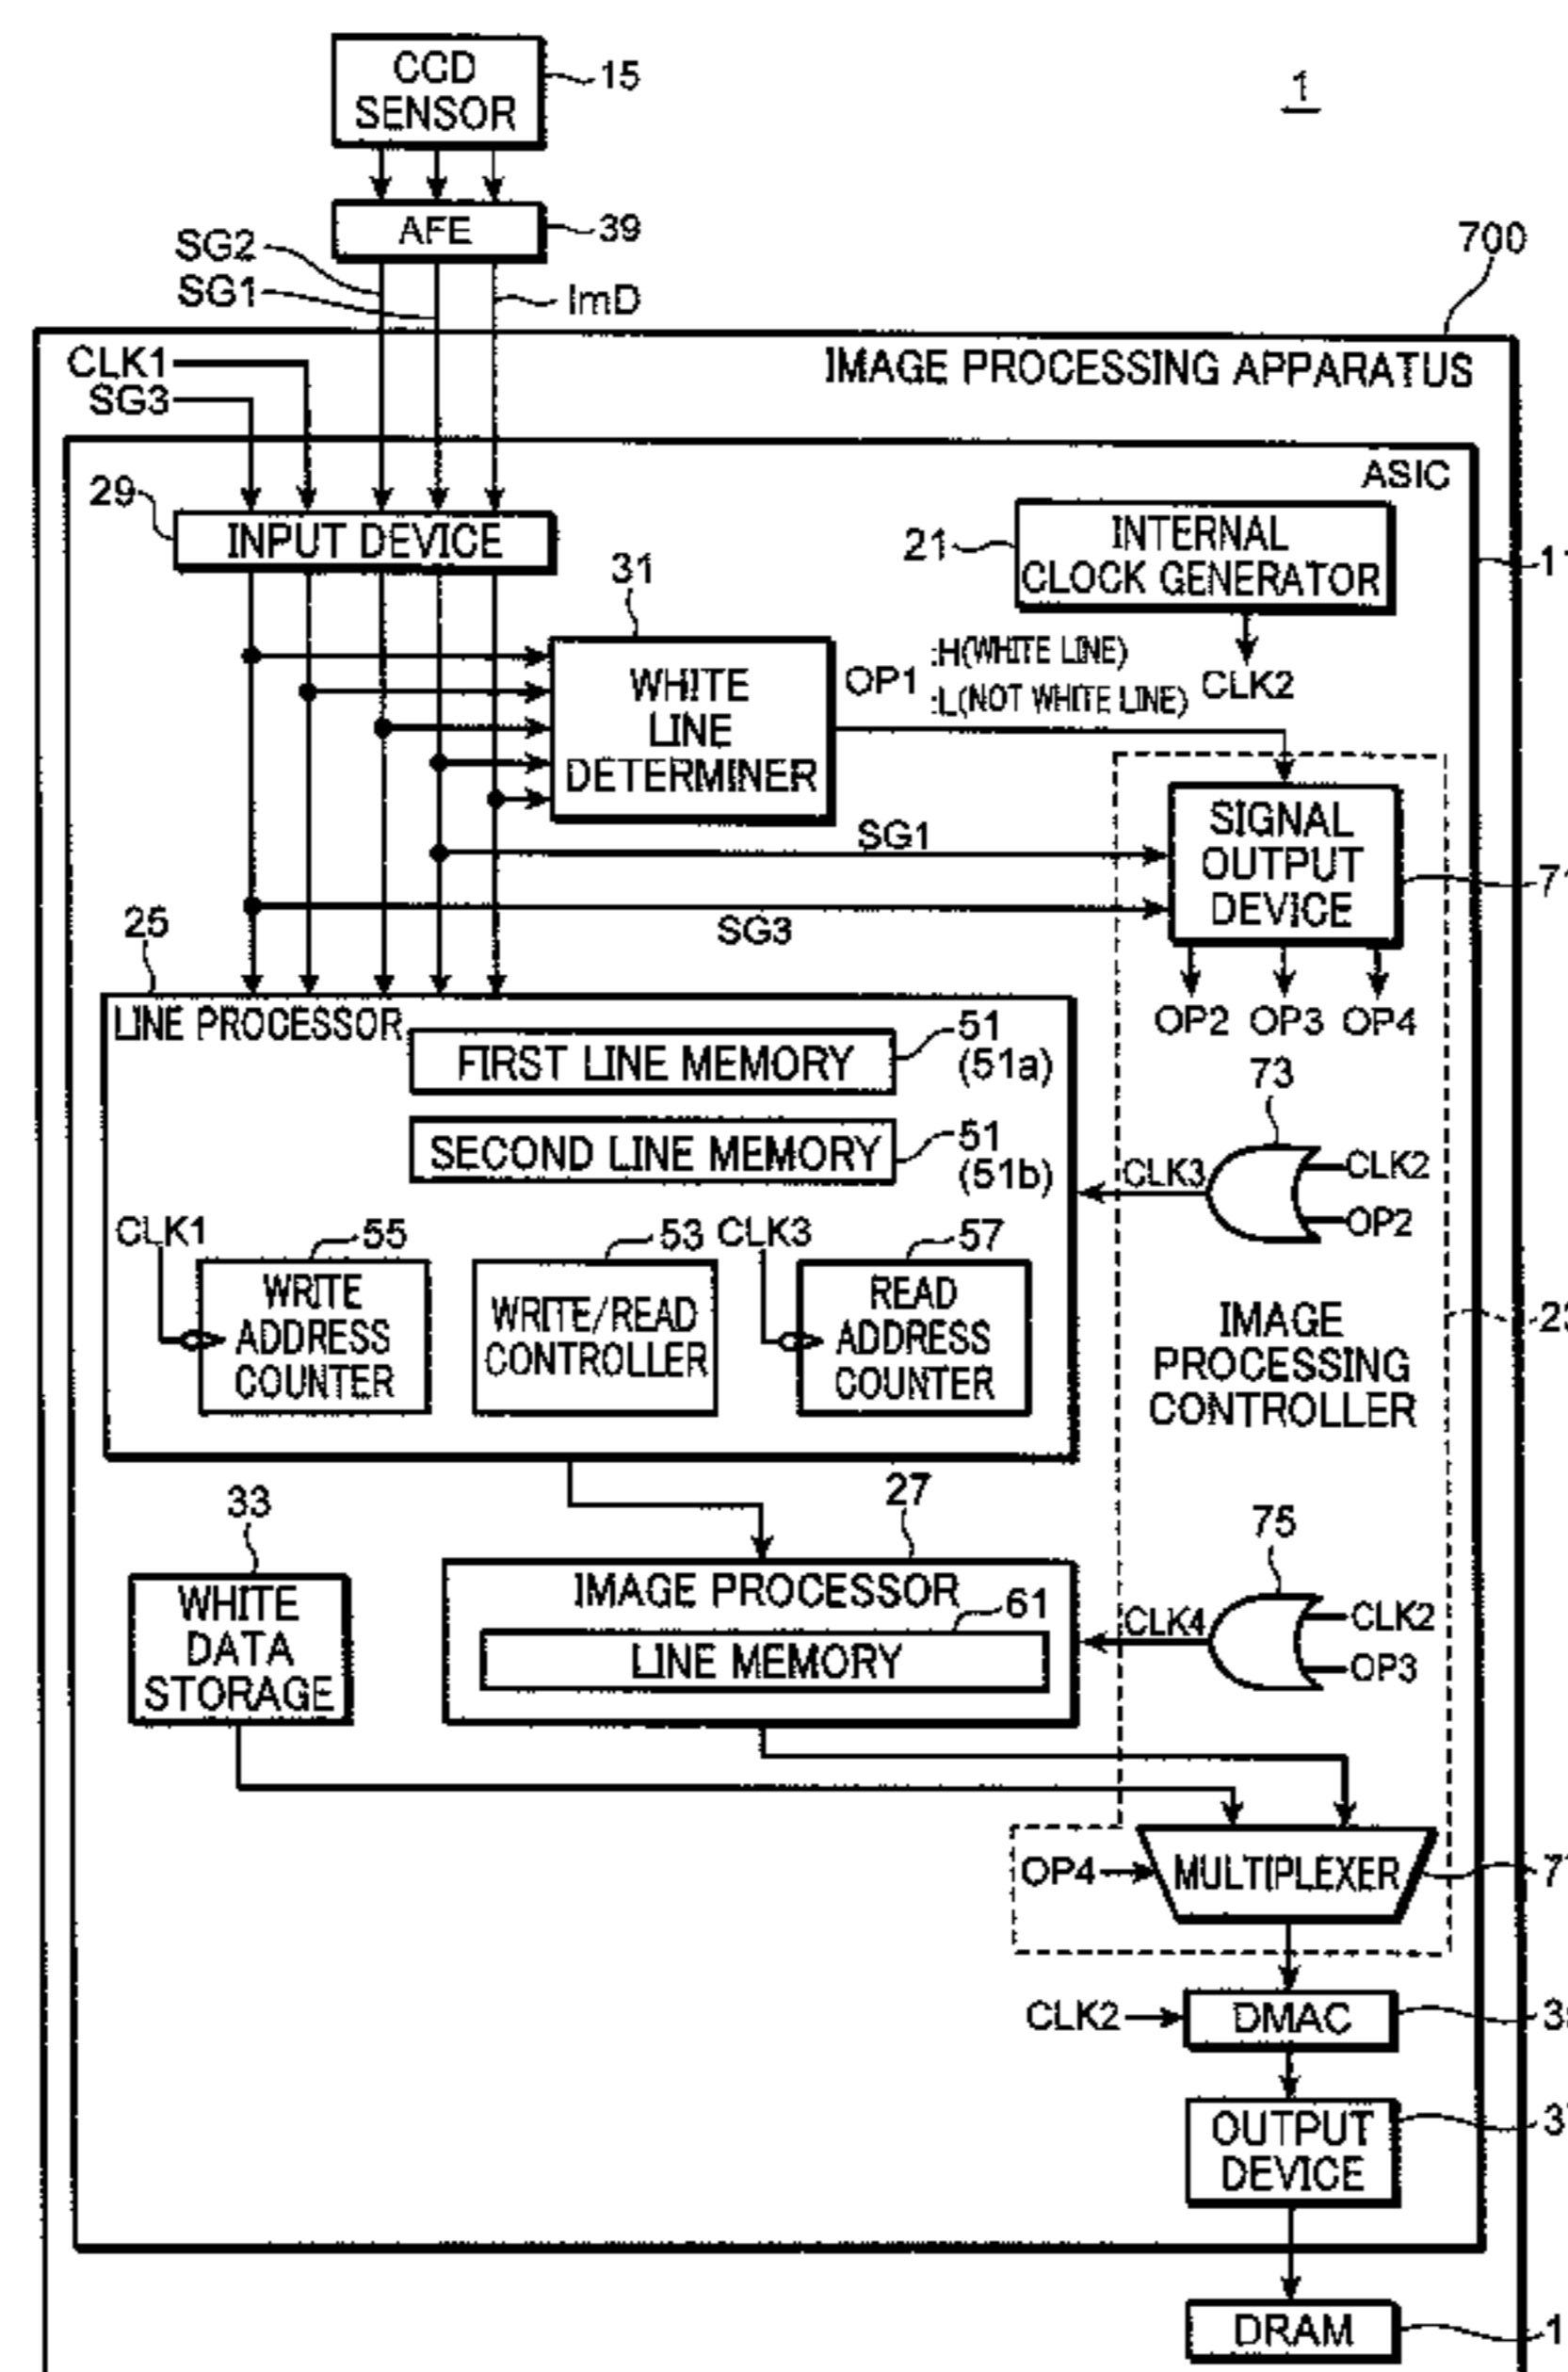 CCD
SENSOR
15
1
AFE
39
SG2
SG1
ImD
700
CLK1
SG3
IMAGE PROCESSING APPARATUS
ASIC
29
INPUT DEVICE
21
INTERNAL
CLOCK GENERATOR
31
WHITE
LINE
DETERMINER
OP1
:H(WHITE LINE)
:L(NOT WHITE LINE)
CLK2
SG1
SIGNAL
OUTPUT
DEVICE
SG3
25
LINE PROCESSOR
OP2 OP3 OP4
FIRST LINE MEMORY
51
(51a)
73
SECOND LINE MEMORY
51
(51b)
CLK3
CLK2
OP2
CLK1
55
53
CLK3
57
WRITE
ADDRESS
COUNTER
WRITE/READ
CONTROLLER
READ
ADDRESS
COUNTER
IMAGE
PROCESSING
CONTROLLER
33
27
75
WHITE
DATA
STORAGE
IMAGE PROCESSOR
61
LINE MEMORY
CLK4
CLK2
OP3
OP4
MULTIPLEXER
CLK2
DMAC
OUTPUT
DEVICE
DRAM